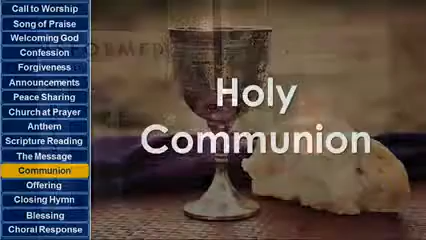 Call to Worship
Song of Praise
Welcoming God
Confession
Forgiveness
Announcements
Peace Sharing
Church at Prayer
Anthem
Scripture Reading
The Message
Communion
Offering
Closing Hymn
Blessing
Choral Response
Holy
Communion